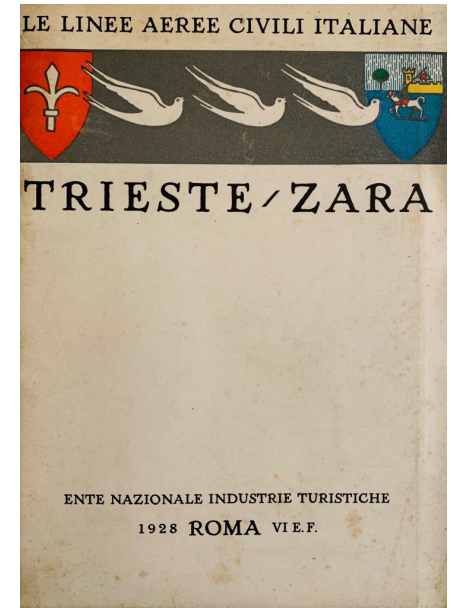 LE LINEE AEREE CIVILI ITALIANE
TRIESTE/ZARA
ENTE NAZIONALE INDUSTRIE TURISTICHE
1928 ROMA VI E.F.